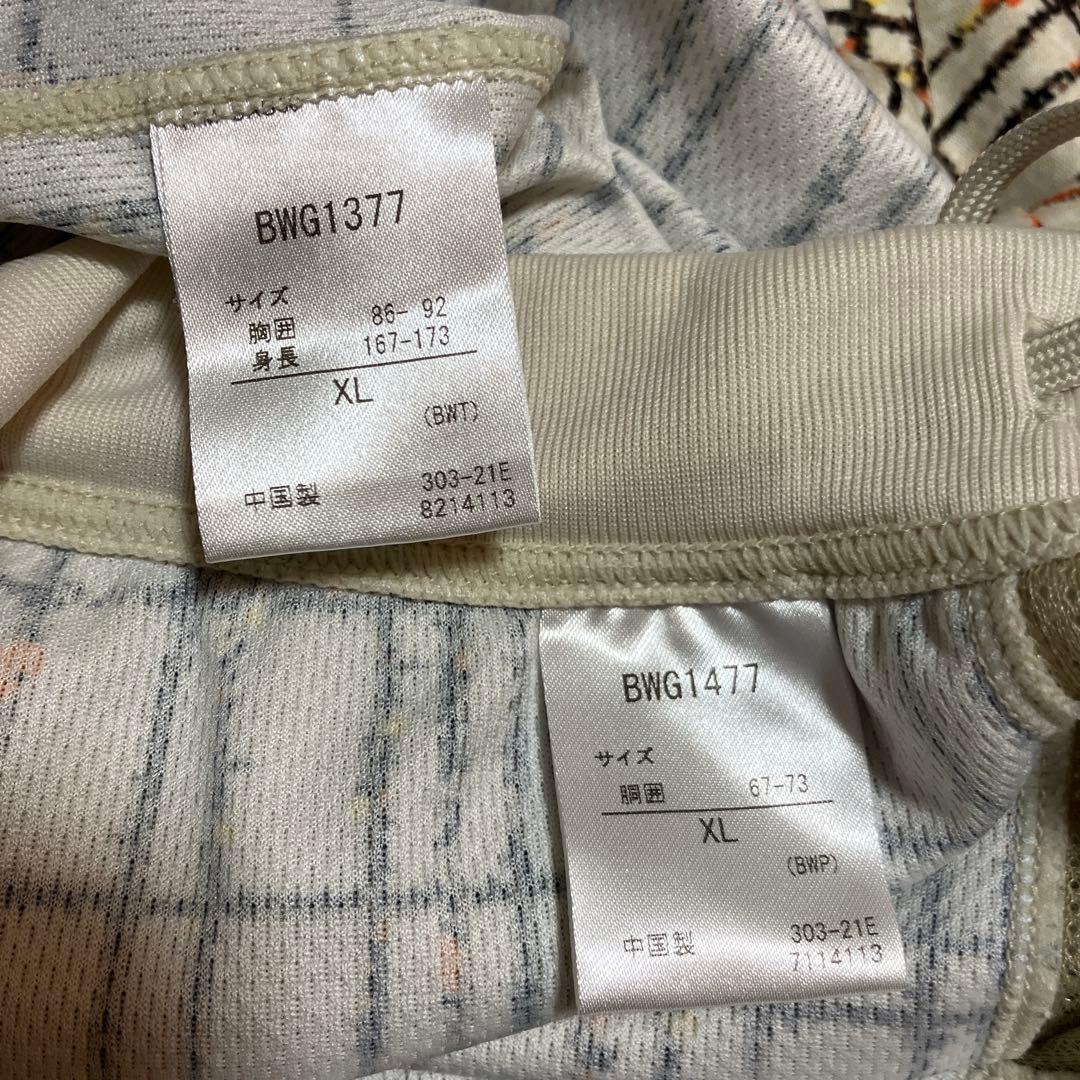 BWG1377
サイズ
胸囲 86- 92
身長 167-173
XL
(BWT)
中国製 303-21E
8214113
BWG1477
サイズ
胴囲 67-73
XL
(BWP)
中国製 303-21E
7114113